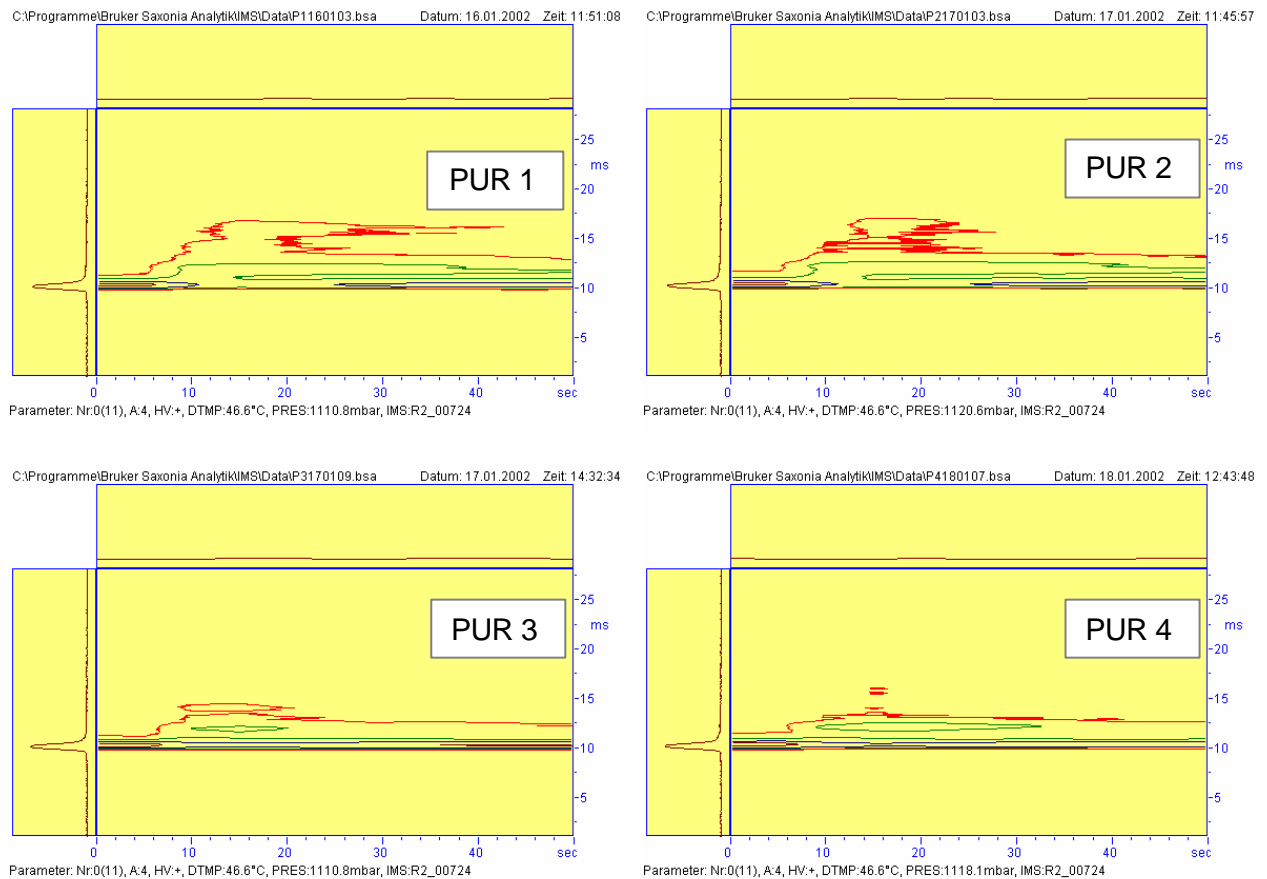 C:\Programme\Bruker Saxonia Analytik\IMS\Data\P1160103.bsa Datum: 16.01.2002 Zeit: 11:51:08
PUR 1
25
ms
20
15
10
5
0 10 20 30 40 sec
Parameter: Nr:0(11), A:4, HV:+, DTMP:46.6°C, PRES:1110.8mbar, IMS:R2_00724
C:\Programme\Bruker Saxonia Analytik\IMS\Data\P2170103.bsa Datum: 17.01.2002 Zeit: 11:45:57
PUR 2
25
ms
20
15
10
5
0 10 20 30 40 sec
Parameter: Nr:0(11), A:4, HV:+, DTMP:46.6°C, PRES:1120.6mbar, IMS:R2_00724
C:\Programme\Bruker Saxonia Analytik\IMS\Data\P3170109.bsa Datum: 17.01.2002 Zeit: 14:32:34
PUR 3
25
ms
20
15
10
5
0 10 20 30 40 sec
Parameter: Nr:0(11), A:4, HV:+, DTMP:46.6°C, PRES:1110.8mbar, IMS:R2_00724
C:\Programme\Bruker Saxonia Analytik\IMS\Data\P4180107.bsa Datum: 18.01.2002 Zeit: 12:43:48
PUR 4
25
ms
20
15
10
5
0 10 20 30 40 sec
Parameter: Nr:0(11), A:4, HV:+, DTMP:46.6°C, PRES:1118.1mbar, IMS:R2_00724